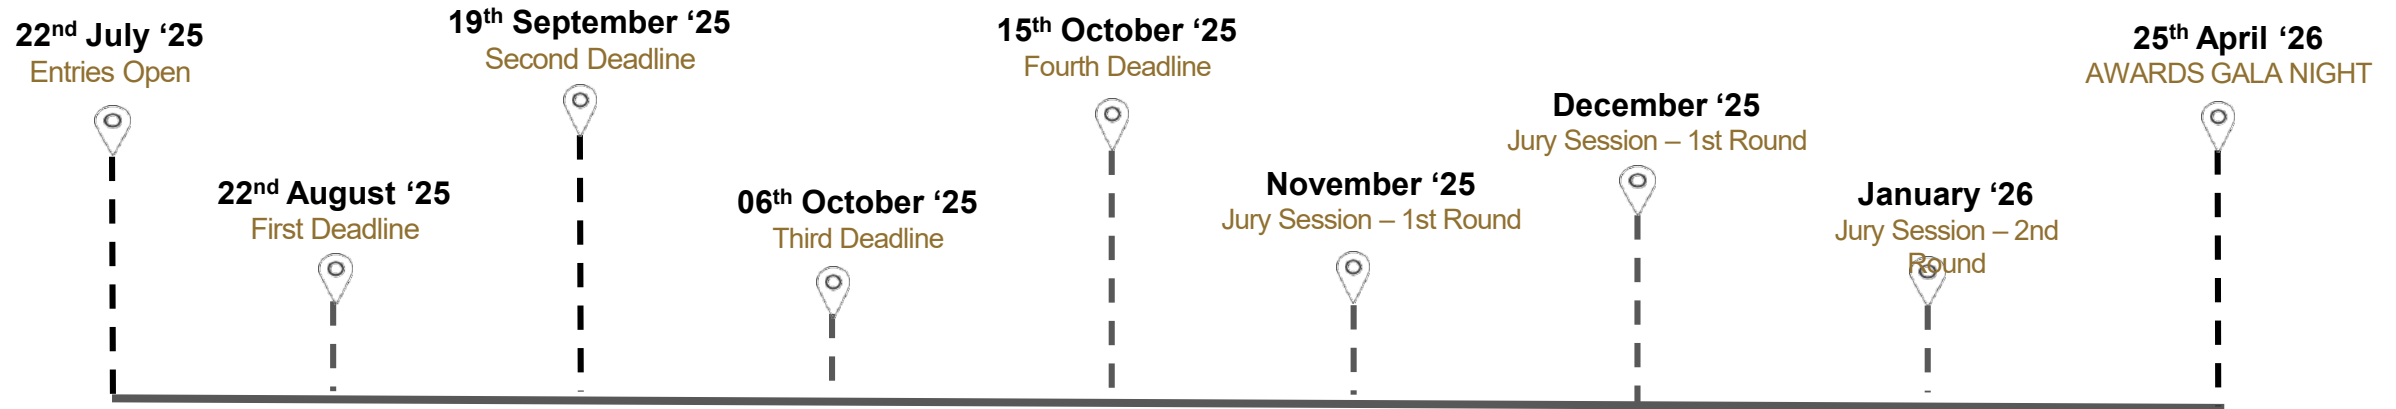 22nd July ‘25
Entries Open
22nd August ‘25
First Deadline
19th September ‘25
Second Deadline
06th October ‘25
Third Deadline
15th October ‘25
Fourth Deadline
November ‘25
Jury Session – 1st Round
December ‘25
Jury Session – 1st Round
January ‘26
Jury Session – 2nd
Round
25th April ‘26
AWARDS GALA NIGHT